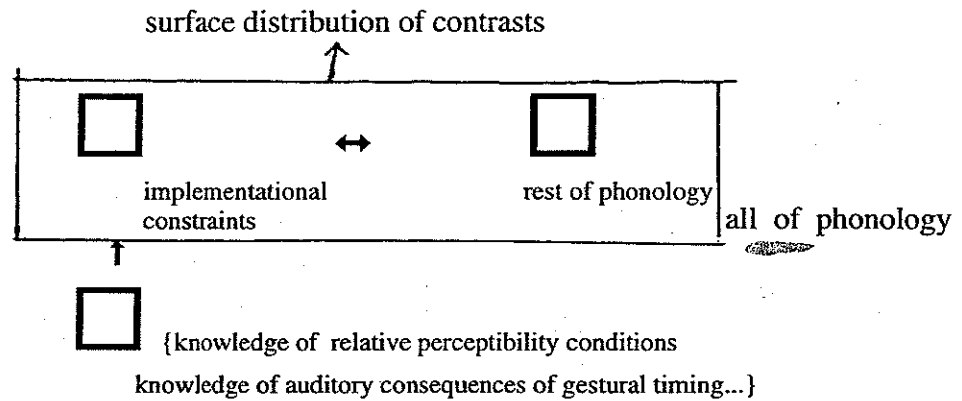 surface distribution of contrasts
implementational
constraints
rest of phonology
all of phonology
{knowledge of relative perceptibility conditions
knowledge of auditory consequences of gestural timing...}